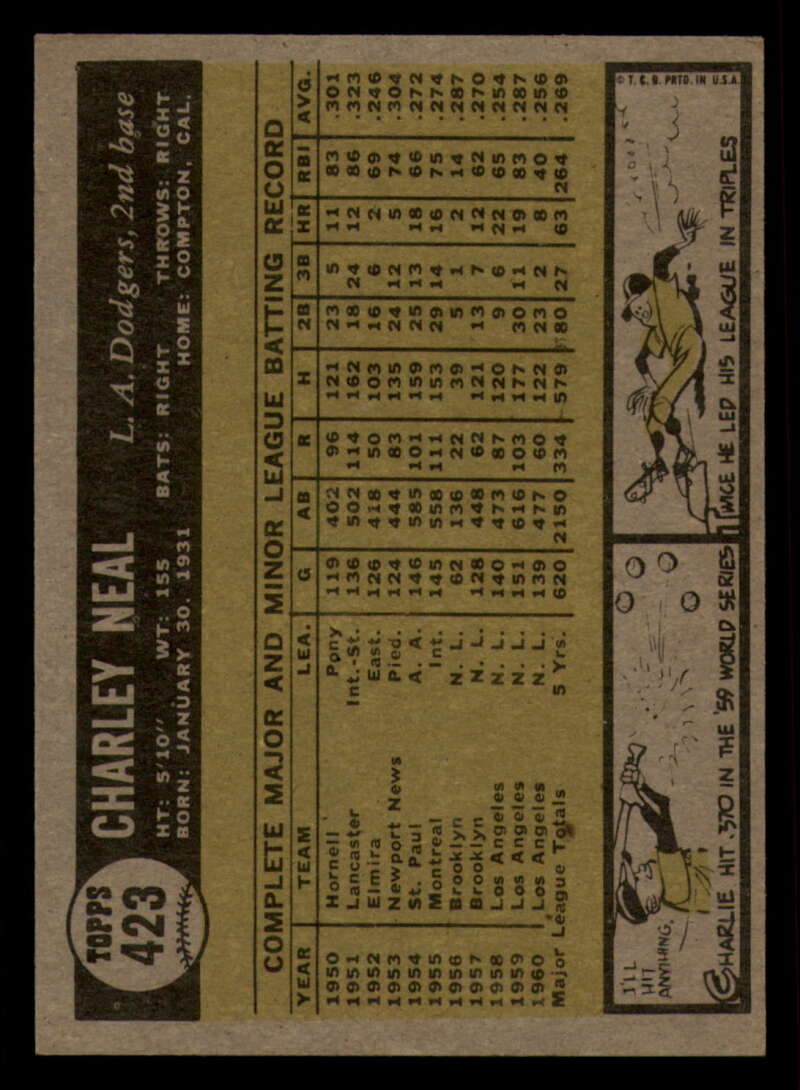 TOPPS
423
CHARLEY NEAL L.A. Dodgers, 2nd base
HT: 5'10" WT: 155 BATS: RIGHT THROWS: RIGHT
BORN: JANUARY 30, 1931 HOME: COMPTON, CAL.
COMPLETE MAJOR AND MINOR LEAGUE BATTING RECORD
YEAR TEAM LEA. G AB R H 2B 3B HR RBI AVG.
1950 Hornell Pony 119 402 96 121 23 5 11 83 .301
1951 Lancaster Int.-St. 136 502 114 162 18 24 12 86 .323
1952 Elmira East. 126 418 50 103 16 6 2 69 .246
1953 Newport News Pied. 124 444 83 135 24 12 5 74 .304
1954 St. Paul A. A. 146 585 101 159 25 13 18 66 .272
1955 Montreal Int. 145 558 111 153 29 14 16 75 .274
1956 Brooklyn N. L. 62 136 22 39 5 1 2 14 .287
1957 Brooklyn N. L. 128 448 62 121 13 7 12 62 .270
1958 Los Angeles N. L. 140 473 87 120 9 6 22 65 .254
1959 Los Angeles N. L. 151 616 103 177 30 11 19 83 .287
1960 Los Angeles N. L. 139 477 60 122 23 2 8 40 .256
Major League Totals 5 Yrs. 620 2150 334 579 80 27 63 264 .269
I'LL
HIT
ANYTHING.
CHARLIE HIT .370 IN THE '59 WORLD SERIES
TWICE HE LED HIS LEAGUE IN TRIPLES
© T. C. G. PRTD. IN U.S.A.